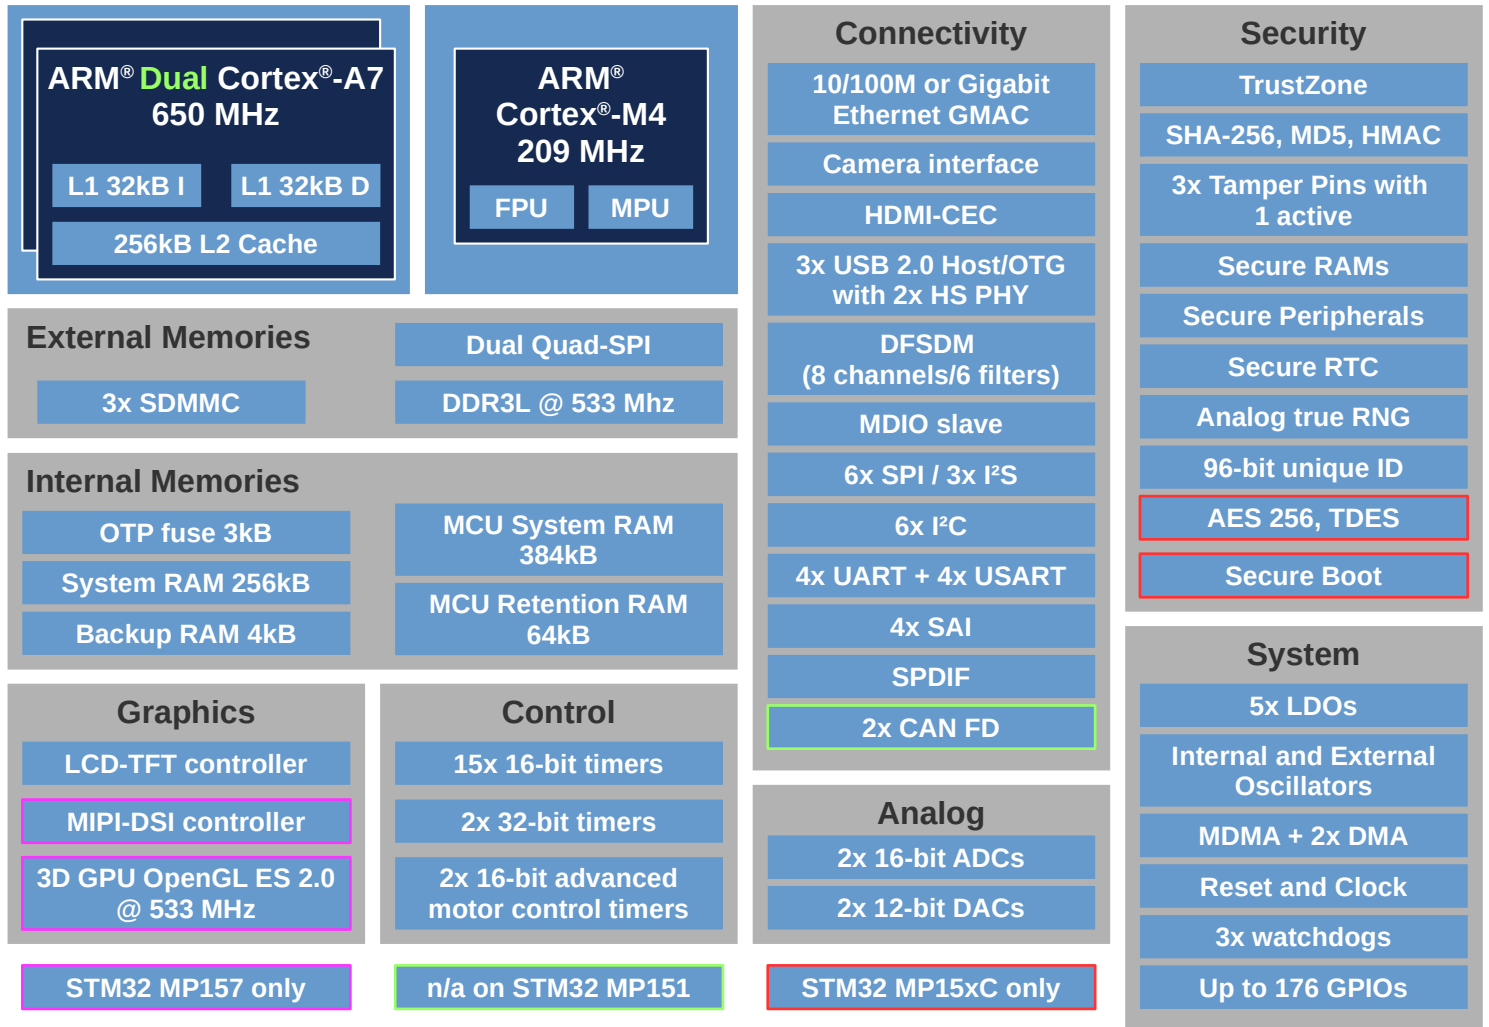 ARM® Dual Cortex®-A7
650 MHz
L1 32kB I
L1 32kB D
256kB L2 Cache
ARM®
Cortex®-M4
209 MHz
FPU
MPU
External Memories
Dual Quad-SPI
3x SDMMC
DDR3L @ 533 Mhz
Internal Memories
OTP fuse 3kB
System RAM 256kB
Backup RAM 4kB
MCU System RAM
384kB
MCU Retention RAM
64kB
Graphics
LCD-TFT controller
MIPI-DSI controller
3D GPU OpenGL ES 2.0
@ 533 MHz
Control
15x 16-bit timers
2x 32-bit timers
2x 16-bit advanced
motor control timers
Connectivity
10/100M or Gigabit
Ethernet GMAC
Camera interface
HDMI-CEC
3x USB 2.0 Host/OTG
with 2x HS PHY
DFSDM
(8 channels/6 filters)
MDIO slave
6x SPI / 3x I²S
6x I²C
4x UART + 4x USART
4x SAI
SPDIF
2x CAN FD
Analog
2x 16-bit ADCs
2x 12-bit DACs
Security
TrustZone
SHA-256, MD5, HMAC
3x Tamper Pins with
1 active
Secure RAMs
Secure Peripherals
Secure RTC
Analog true RNG
96-bit unique ID
AES 256, TDES
Secure Boot
System
5x LDOs
Internal and External
Oscillators
MDMA + 2x DMA
Reset and Clock
3x watchdogs
Up to 176 GPIOs
STM32 MP157 only
n/a on STM32 MP151
STM32 MP15xC only